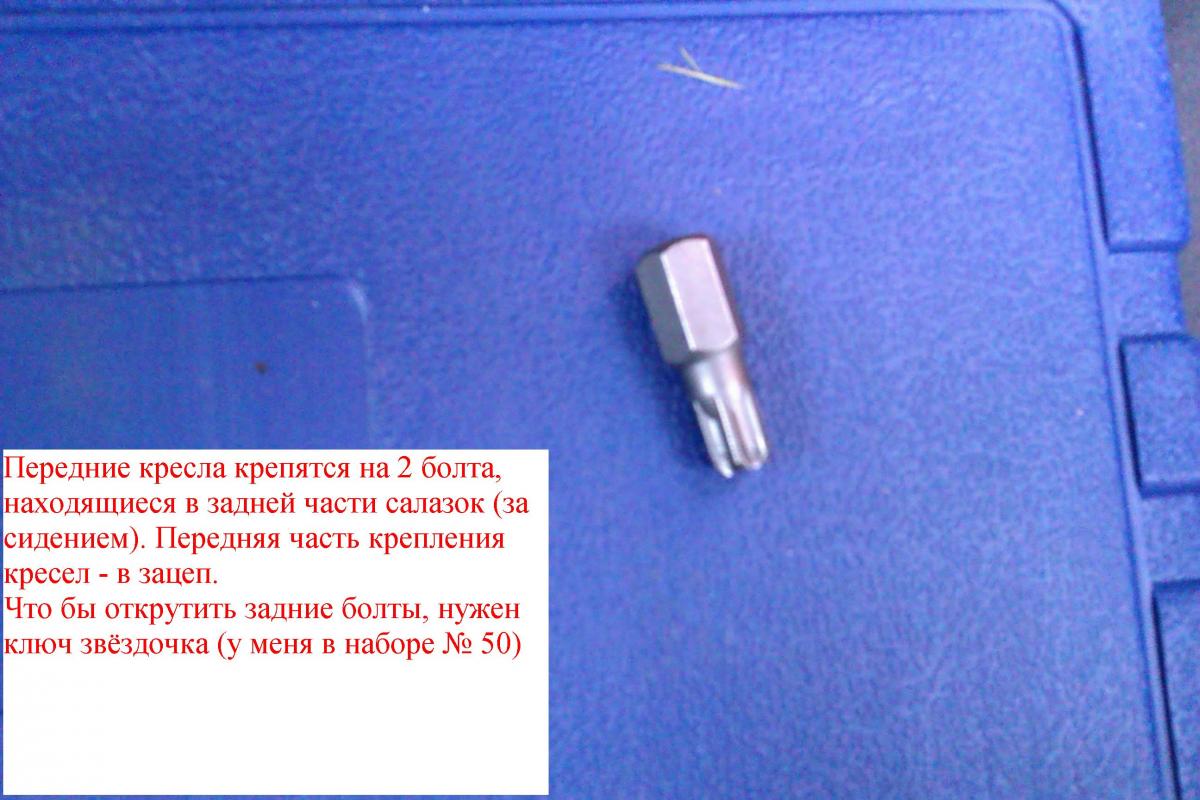 Передние кресла крепятся на 2 болта,
находящиеся в задней части салазок (за
сидением). Передняя часть крепления
кресел - в зацеп.
Что бы открутить задние болты, нужен
ключ звёздочка (у меня в наборе № 50)